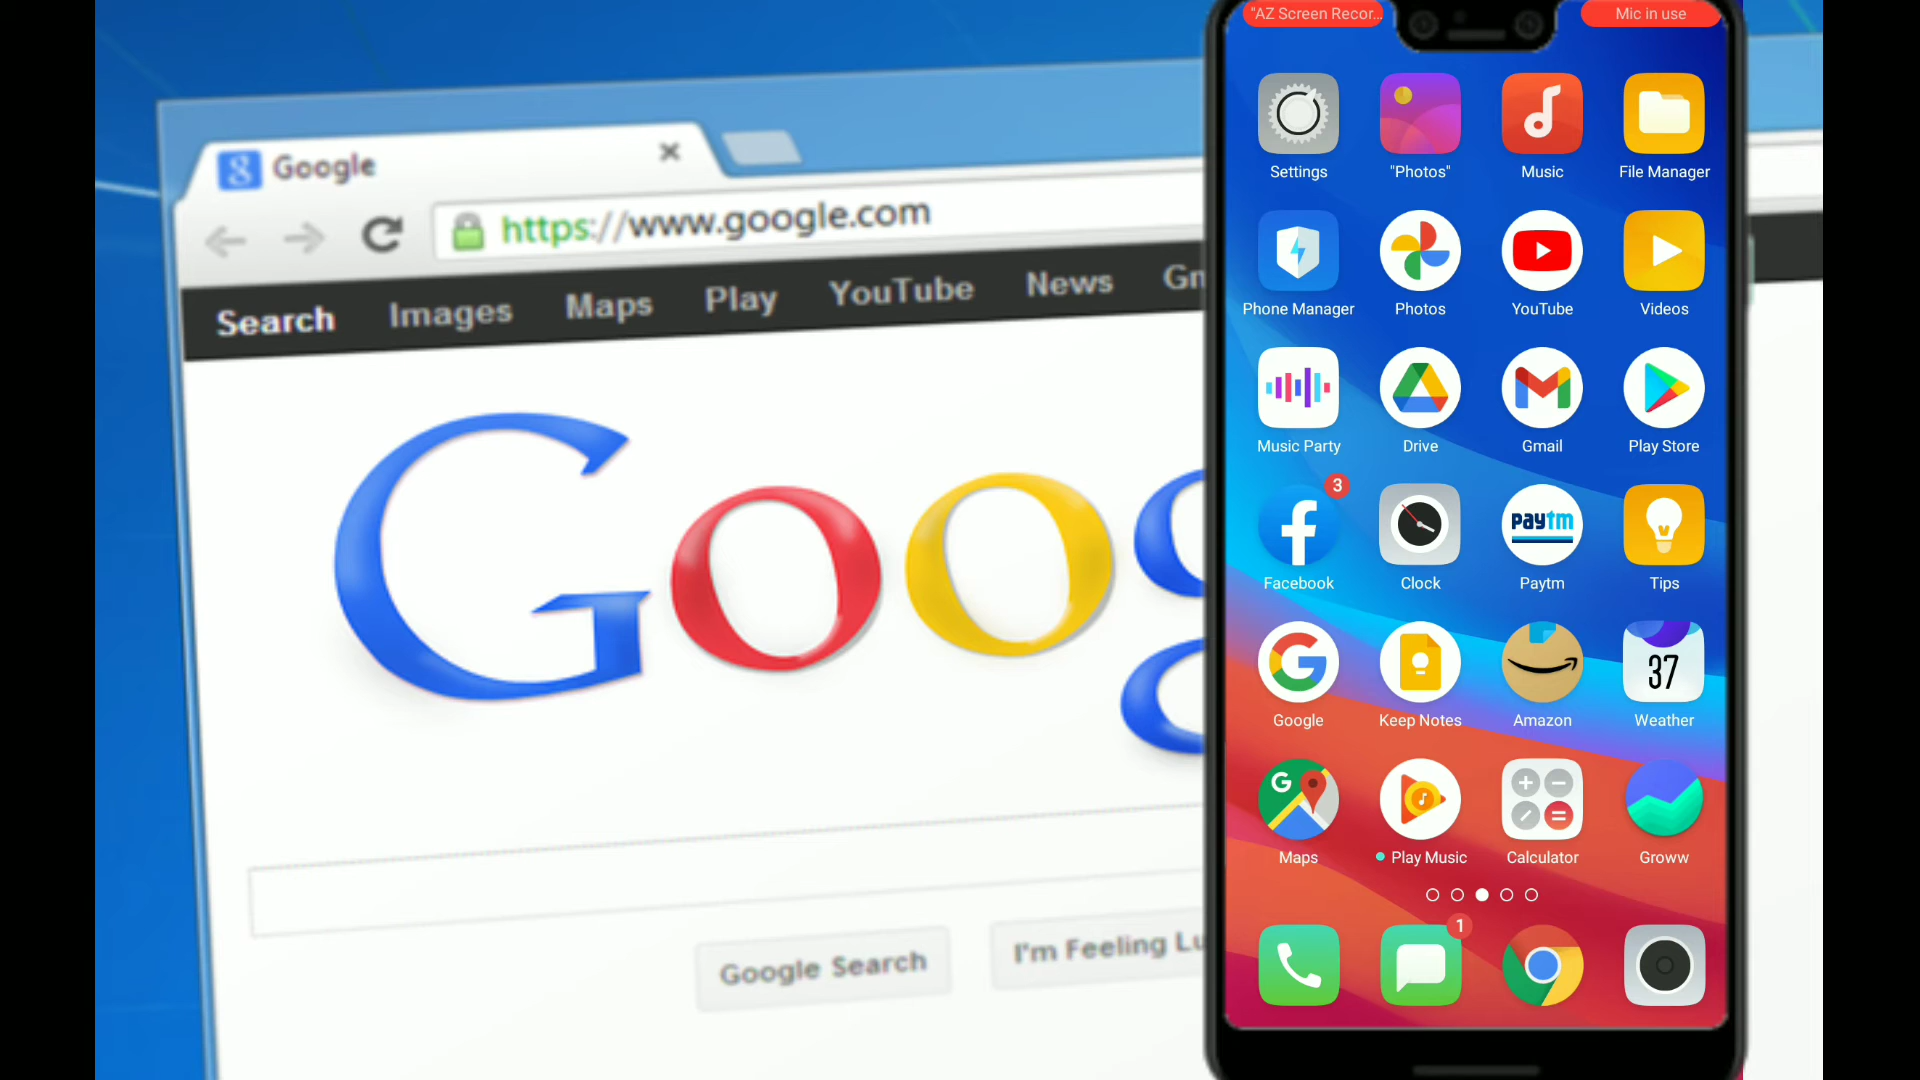 "AZ Screen Recor...
Mic in use
Google
https://www.google.com
Search Images Maps Play YouTube News
Goog
Google Search
I'm Feeling
Settings "Photos" Music File Manager
Phone Manager Photos YouTube Videos
Music Party Drive Gmail Play Store
3
paytm
Facebook Clock Paytm Tips
37
Google Keep Notes Amazon Weather
Maps Play Music Calculator Groww
1